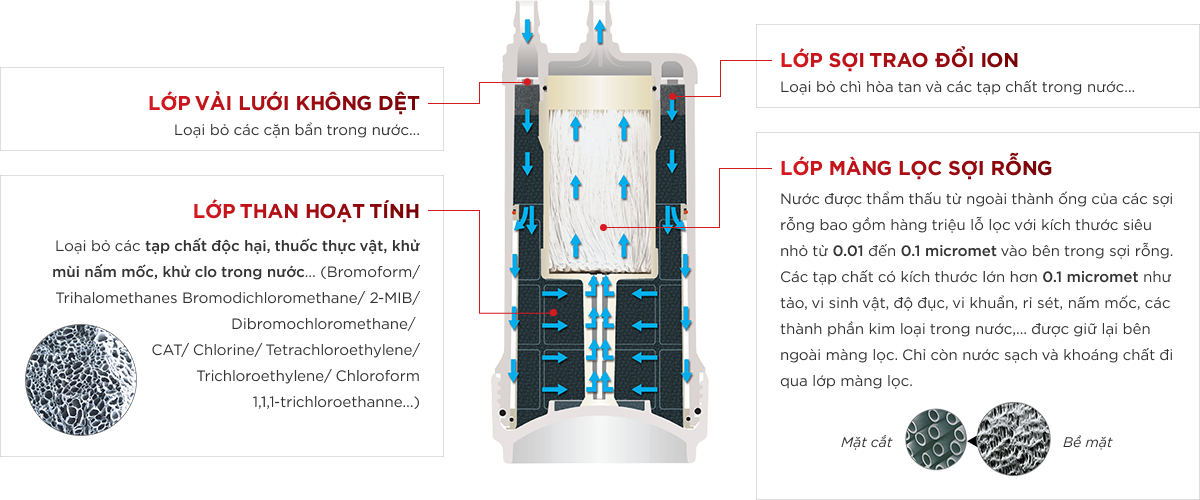 LỚP VẢI LƯỚI KHÔNG DỆT
Loại bỏ các cặn bẩn trong nước...
LỚP THAN HOẠT TÍNH
Loại bỏ các tạp chất độc hại, thuốc thực vật, khử
mùi nấm mốc, khử clo trong nước... (Bromoform/
Trihalomethanes Bromodichloromethane/ 2-MIB/
Dibromochloromethane/
CAT/ Chlorine/ Tetrachloroethylene/
Trichloroethylene/ Chloroform
1,1,1-trichloroethanne...)
LỚP SỢI TRAO ĐỔI ION
Loại bỏ chì hòa tan và các tạp chất trong nước...
LỚP MÀNG LỌC SỢI RỖNG
Nước được thẩm thấu từ ngoài thành ống của các sợi
rỗng bao gồm hàng triệu lỗ lọc với kích thước siêu
nhỏ từ 0.01 đến 0.1 micromet vào bên trong sợi rỗng.
Các tạp chất có kích thước lớn hơn 0.1 micromet như
tảo, vi sinh vật, độ đục, vi khuẩn, rỉ sét, nấm mốc, các
thành phần kim loại trong nước,... được giữ lại bên
ngoài màng lọc. Chỉ còn nước sạch và khoáng chất đi
qua lớp màng lọc.
Mặt cắt
Bề mặt